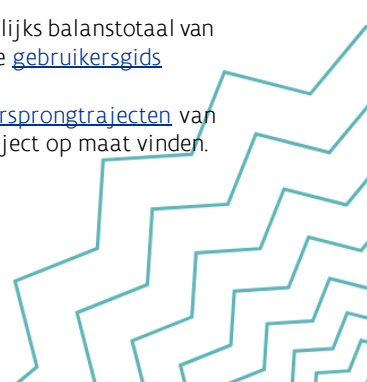 lijks balanstotaal van
e gebruikersgids
rsprongtrajecten van
ject op maat vinden.